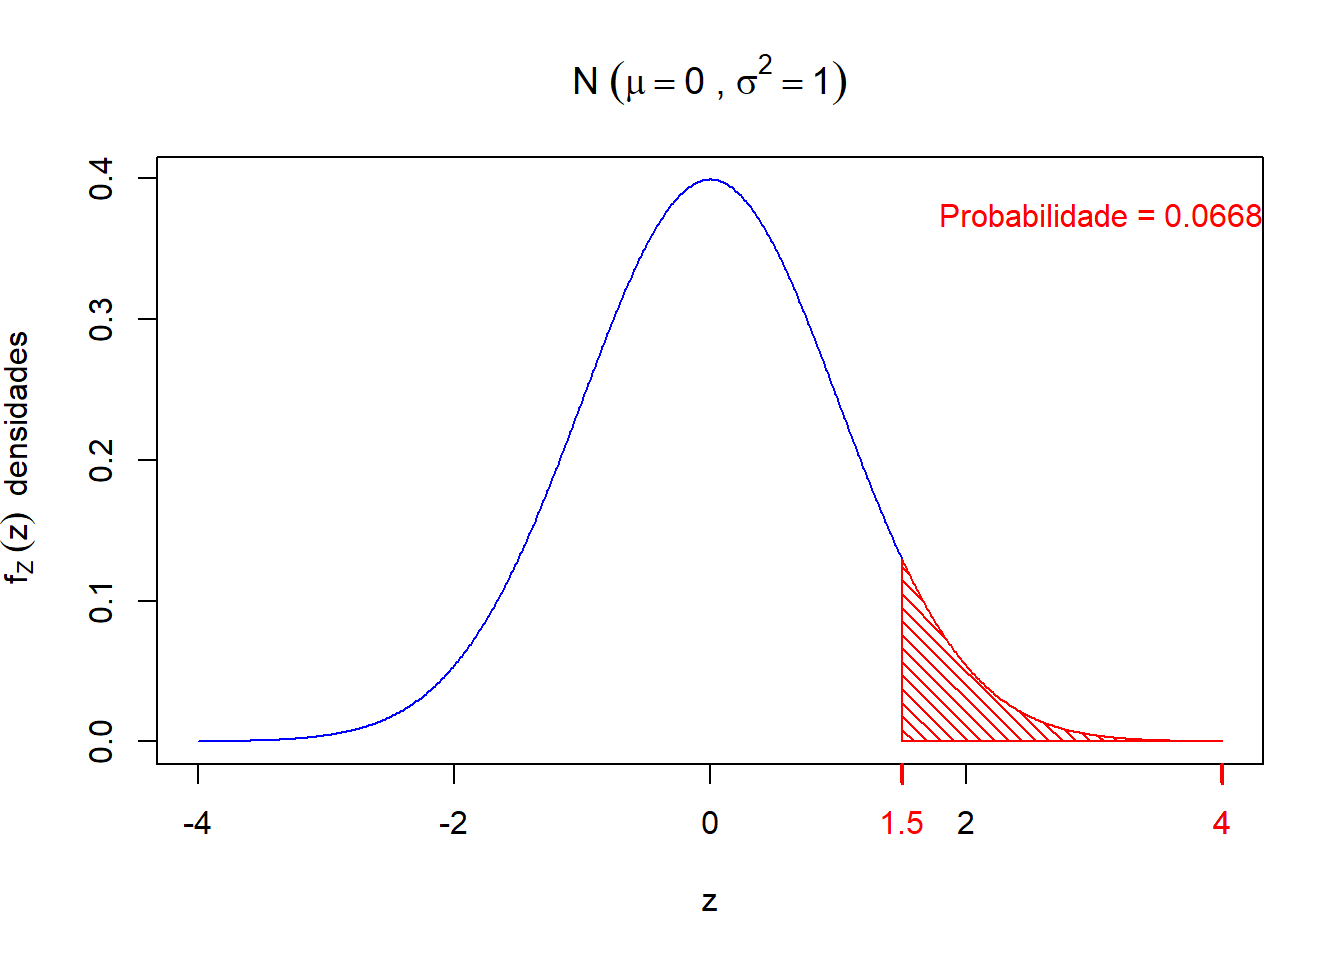 N (μ = 0 , σ² = 1)
Probabilidade = 0.0668
f_Z (z) densidades
0.4
0.3
0.2
0.1
0.0
-4 -2 0 1.5 2 4
z